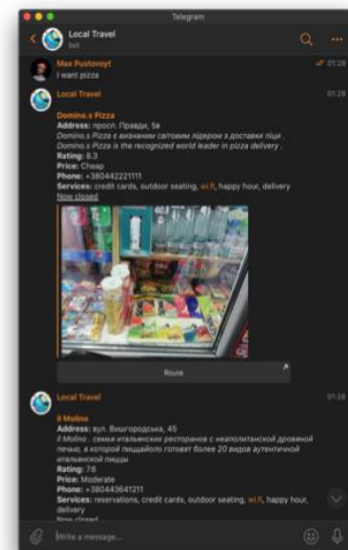 Telegram
Local Travel
bot
Max Pustovoyt
01:28
I want pizza
Local Travel
01:28
Domino.s Pizza
Address: просп. Правди, 5в
Domino.s Pizza є визнаним світовим лідером з доставки піци .
Domino.s Pizza is the recognized world leader in pizza delivery .
Rating: 8.3
Price: Cheap
Phone: +380442221111
Services: credit cards, outdoor seating, wi.fi, happy hour, delivery
Now closed
Route
Local Travel
01:28
il Molino
Address: вул. Вишгородська, 45
il Molino . семья итальянских ресторанов с неаполитанской дровяной
печью, в которой пиццайоло готовят более 20 видов аутентичной
итальянской пиццы
Rating: 7.6
Price: Moderate
Phone: +380443641211
Services: reservations, credit cards, outdoor seating, wi.fi, happy hour,
delivery
Now closed
Write a message...